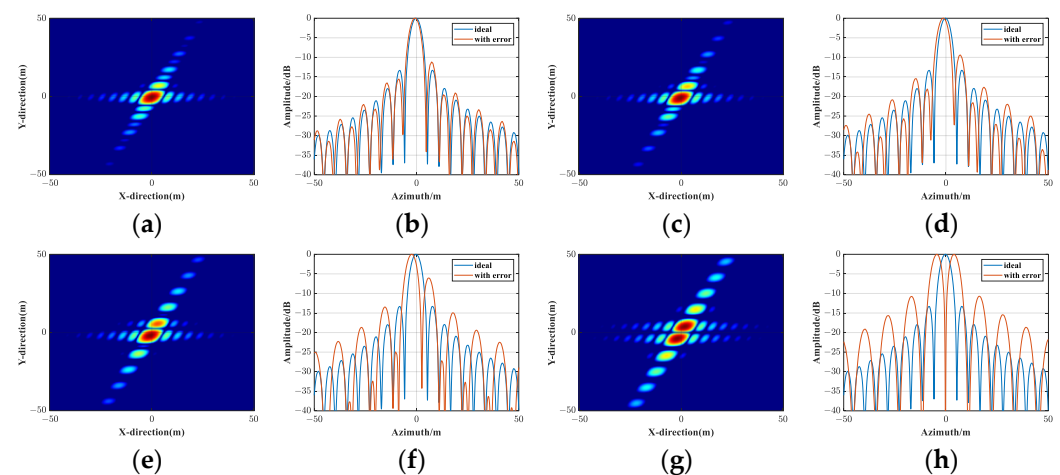 50
0
−50
−50
0
50
Y-direction(m)
X-direction(m)
(a)
0
−5
−10
−15
−20
−25
−30
−35
−40
−50
0
50
Amplitude/dB
Azimuth/m
ideal
with error
(b)
50
0
−50
−50
0
50
Y-direction(m)
X-direction(m)
(c)
0
−5
−10
−15
−20
−25
−30
−35
−40
−50
0
50
Amplitude/dB
Azimuth/m
ideal
with error
(d)
50
0
−50
−50
0
50
Y-direction(m)
X-direction(m)
(e)
0
−5
−10
−15
−20
−25
−30
−35
−40
−50
0
50
Amplitude/dB
Azimuth/m
ideal
with error
(f)
50
0
−50
−50
0
50
Y-direction(m)
X-direction(m)
(g)
0
−5
−10
−15
−20
−25
−30
−35
−40
−50
0
50
Amplitude/dB
Azimuth/m
ideal
with error
(h)